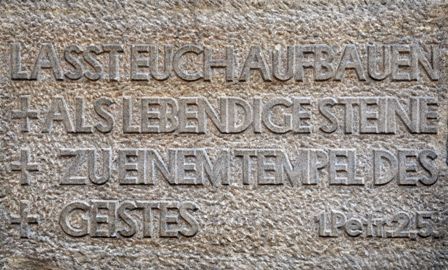 LASST EUCH AUFBAUEN
+ ALS LEBENDIGE STEINE
+ ZU EINEM TEMPEL DES
+ GEISTES 1.Petr.2,5.